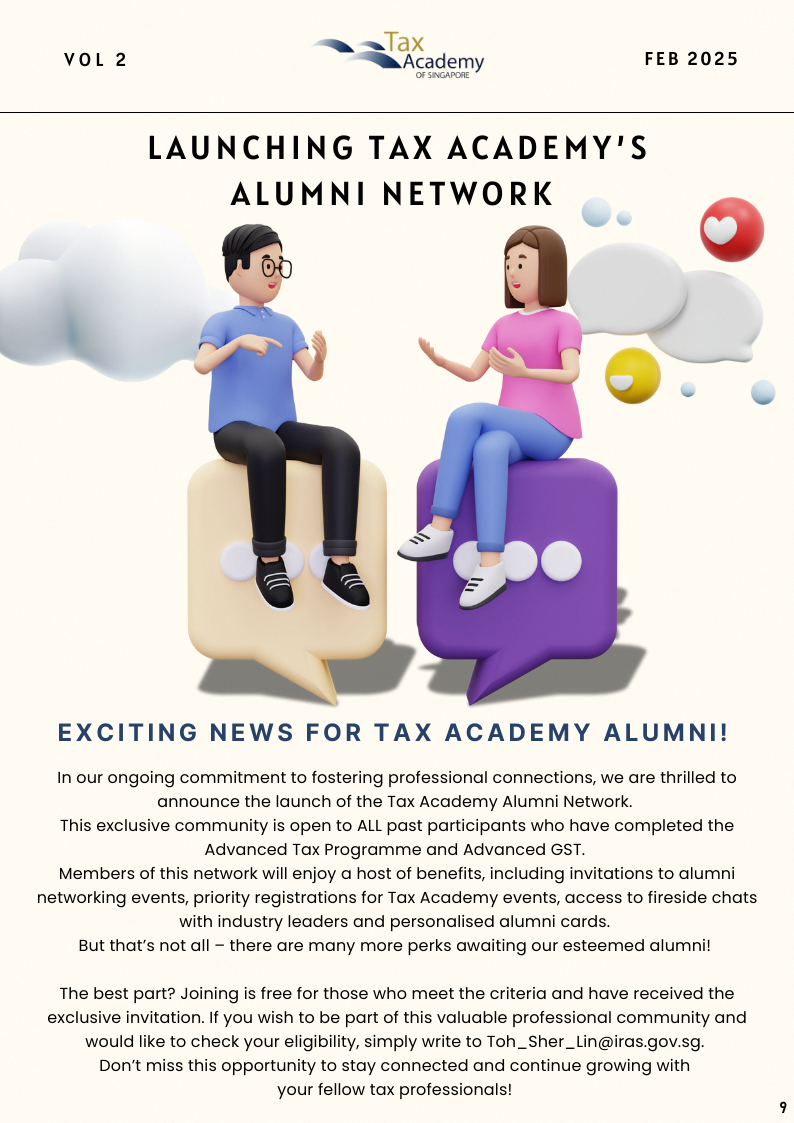 VOL 2
Tax
Academy
OF SINGAPORE
FEB 2025
LAUNCHING TAX ACADEMY'S
ALUMNI NETWORK
EXCITING NEWS FOR TAX ACADEMY ALUMNI!
In our ongoing commitment to fostering professional connections, we are thrilled to
announce the launch of the Tax Academy Alumni Network.
This exclusive community is open to ALL past participants who have completed the
Advanced Tax Programme and Advanced GST.
Members of this network will enjoy a host of benefits, including invitations to alumni
networking events, priority registrations for Tax Academy events, access to fireside chats
with industry leaders and personalised alumni cards.
But that's not all – there are many more perks awaiting our esteemed alumni!
The best part? Joining is free for those who meet the criteria and have received the
exclusive invitation. If you wish to be part of this valuable professional community and
would like to check your eligibility, simply write to Toh_Sher_Lin@iras.gov.sg.
Don't miss this opportunity to stay connected and continue growing with
your fellow tax professionals!
9